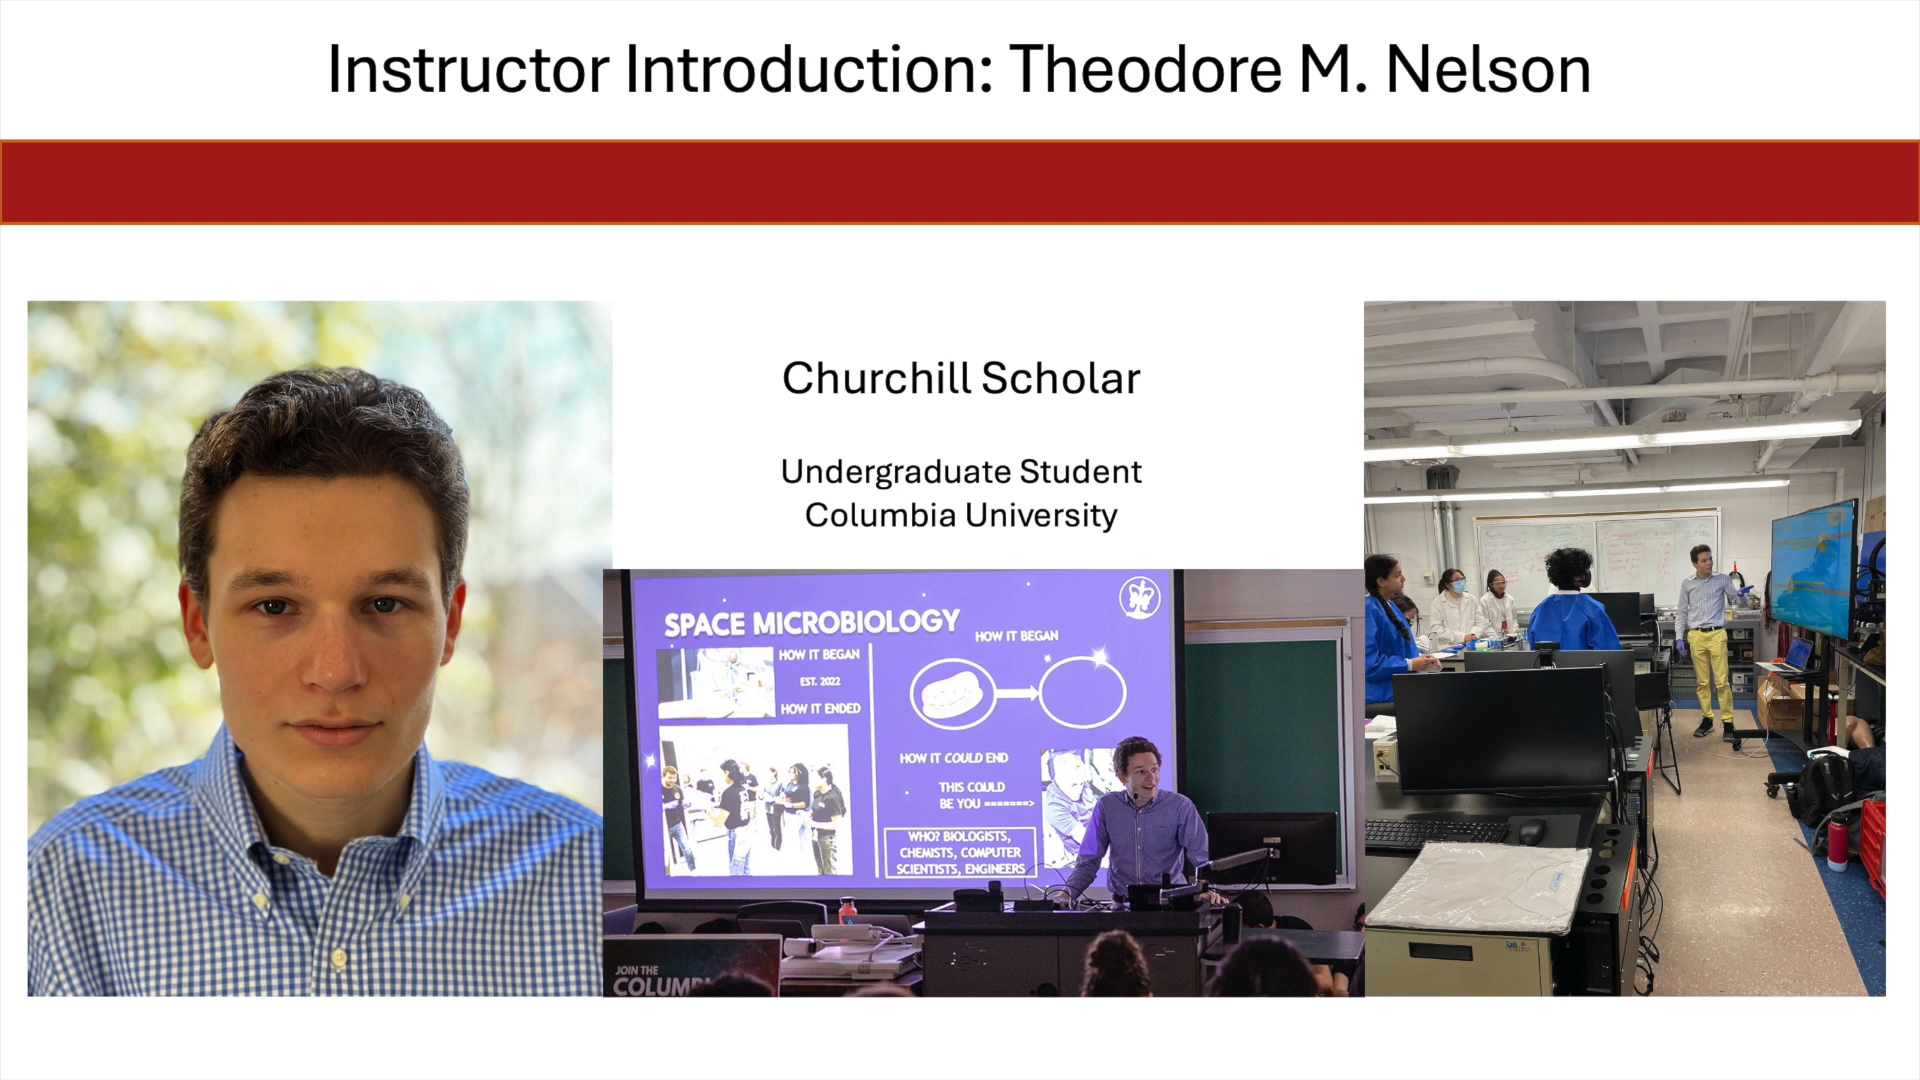 Instructor Introduction: Theodore M. Nelson
Churchill Scholar
Undergraduate Student
Columbia University
SPACE MICROBIOLOGY
HOW IT BEGAN
EST. 2022
HOW IT ENDED
HOW IT BEGAN
HOW IT COULD END
THIS COULD
BE YOU -------->
WHO? BIOLOGISTS,
CHEMISTS, COMPUTER
SCIENTISTS, ENGINEERS
JOIN THE